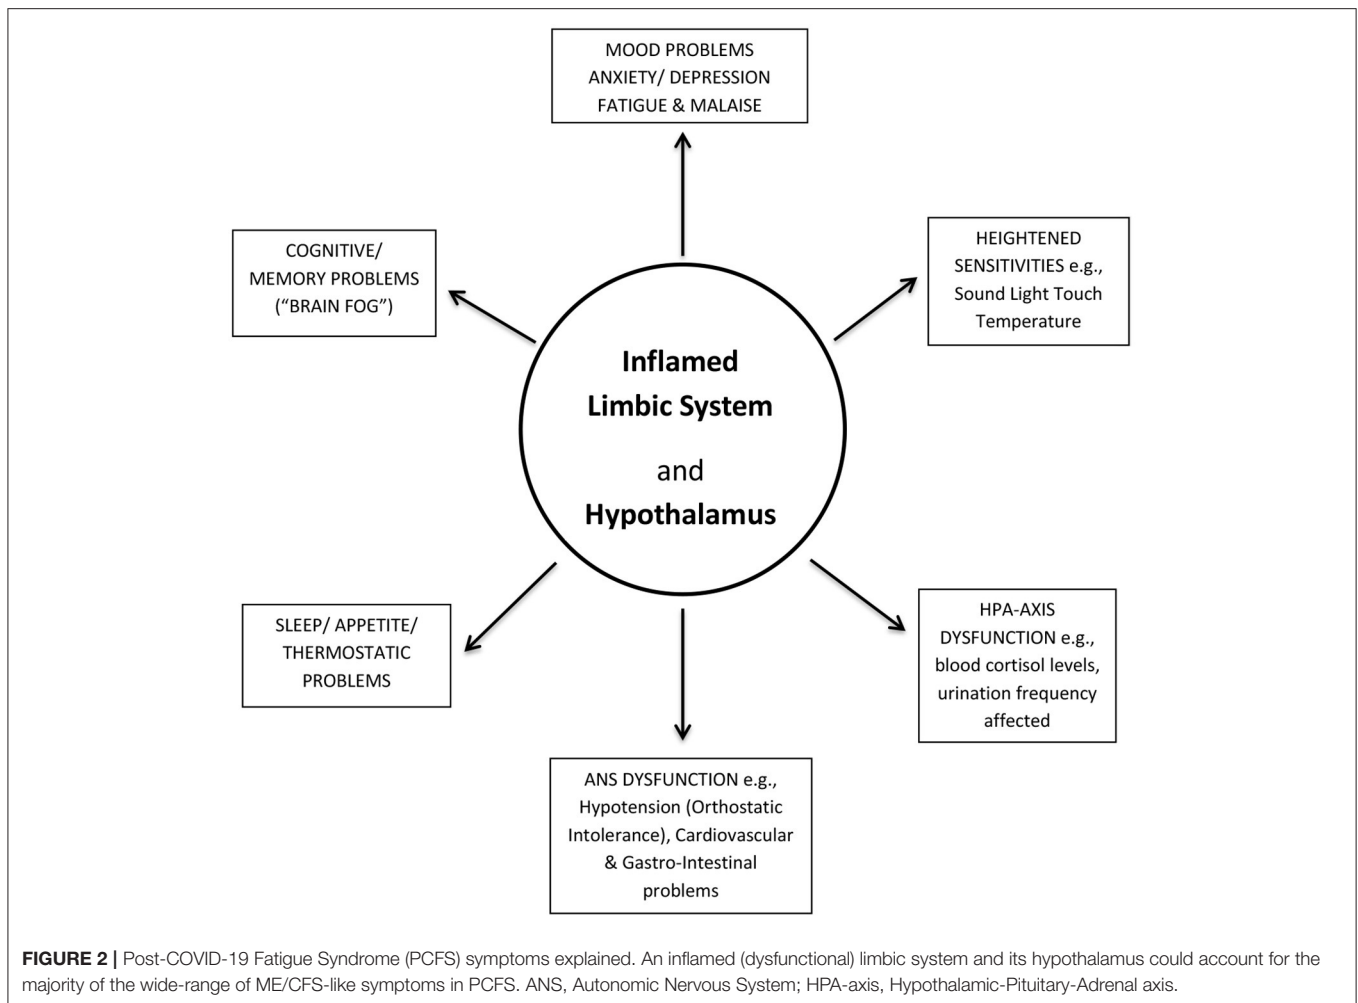 MOOD PROBLEMS
ANXIETY/ DEPRESSION
FATIGUE & MALAISE
COGNITIVE/
MEMORY PROBLEMS
(“BRAIN FOG”)
HEIGHTENED
SENSITIVITIES e.g.,
Sound Light Touch
Temperature
Inflamed
Limbic System
and
Hypothalamus
SLEEP/ APPETITE/
THERMOSTATIC
PROBLEMS
HPA-AXIS
DYSFUNCTION e.g.,
blood cortisol levels,
urination frequency
affected
ANS DYSFUNCTION e.g.,
Hypotension (Orthostatic
Intolerance), Cardiovascular
& Gastro-Intestinal
problems
FIGURE 2 | Post-COVID-19 Fatigue Syndrome (PCFS) symptoms explained. An inflamed (dysfunctional) limbic system and its hypothalamus could account for the
majority of the wide-range of ME/CFS-like symptoms in PCFS. ANS, Autonomic Nervous System; HPA-axis, Hypothalamic-Pituitary-Adrenal axis.